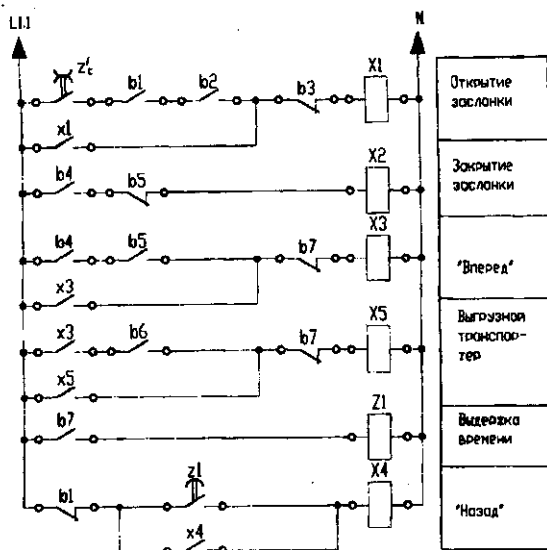 L1.1
N
z'c
b1
b2
b3
X1
Открытие
заслонки
x1
b4
b5
X2
Закрытие
заслонки
b4
b5
b7
X3
"Вперед"
x3
x3
b6
b7
X5
Выгрузной
транспор-
тер
x5
b7
Z1
Выдержка
времени
b1
z1
X4
"Назад"
x4